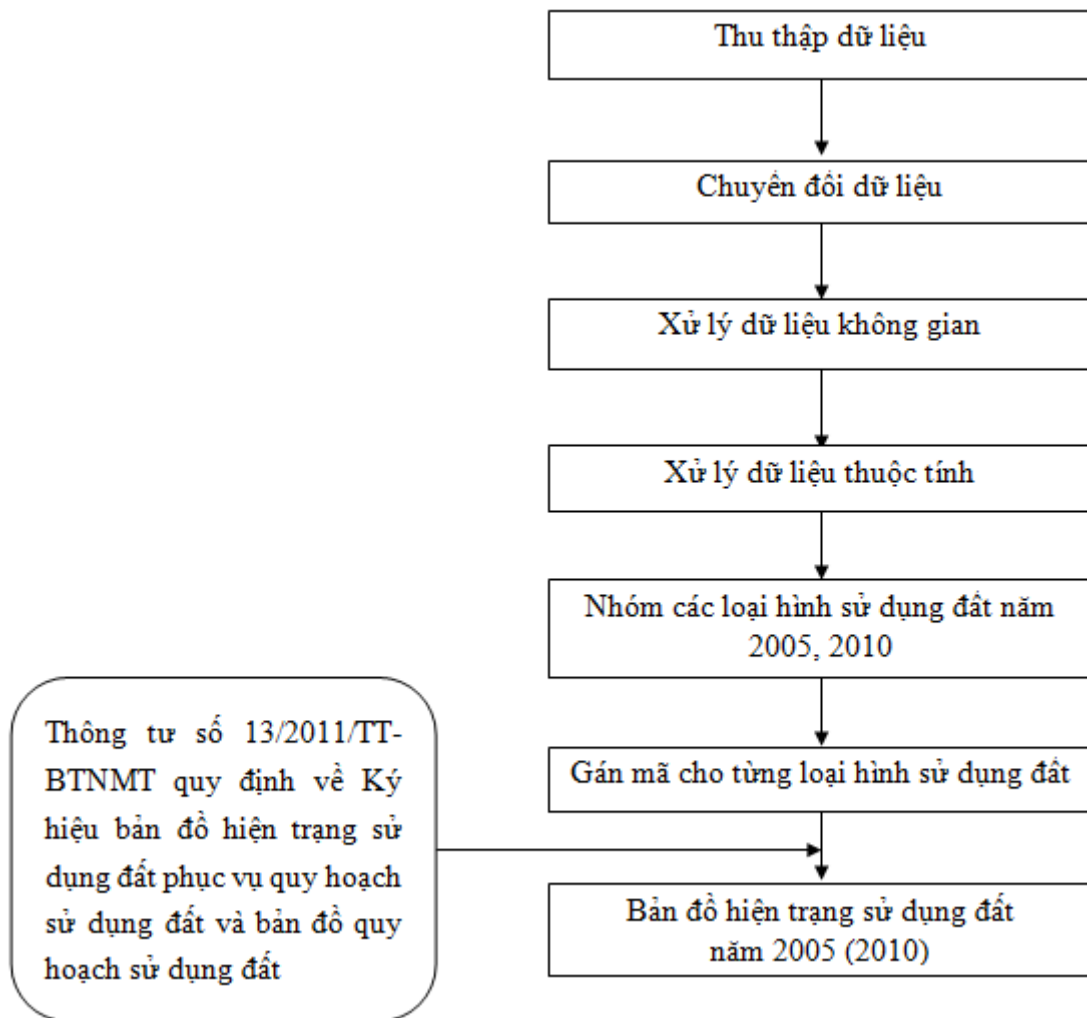 Thu thập dữ liệu
Chuyển đổi dữ liệu
Xử lý dữ liệu không gian
Xử lý dữ liệu thuộc tính
Nhóm các loại hình sử dụng đất năm
2005, 2010
Gán mã cho từng loại hình sử dụng đất
Thông tư số 13/2011/TT-
BTNMT quy định về Ký
hiệu bản đồ hiện trạng sử
dụng đất phục vụ quy hoạch
sử dụng đất và bản đồ quy
hoạch sử dụng đất
Bản đồ hiện trạng sử dụng đất
năm 2005 (2010)